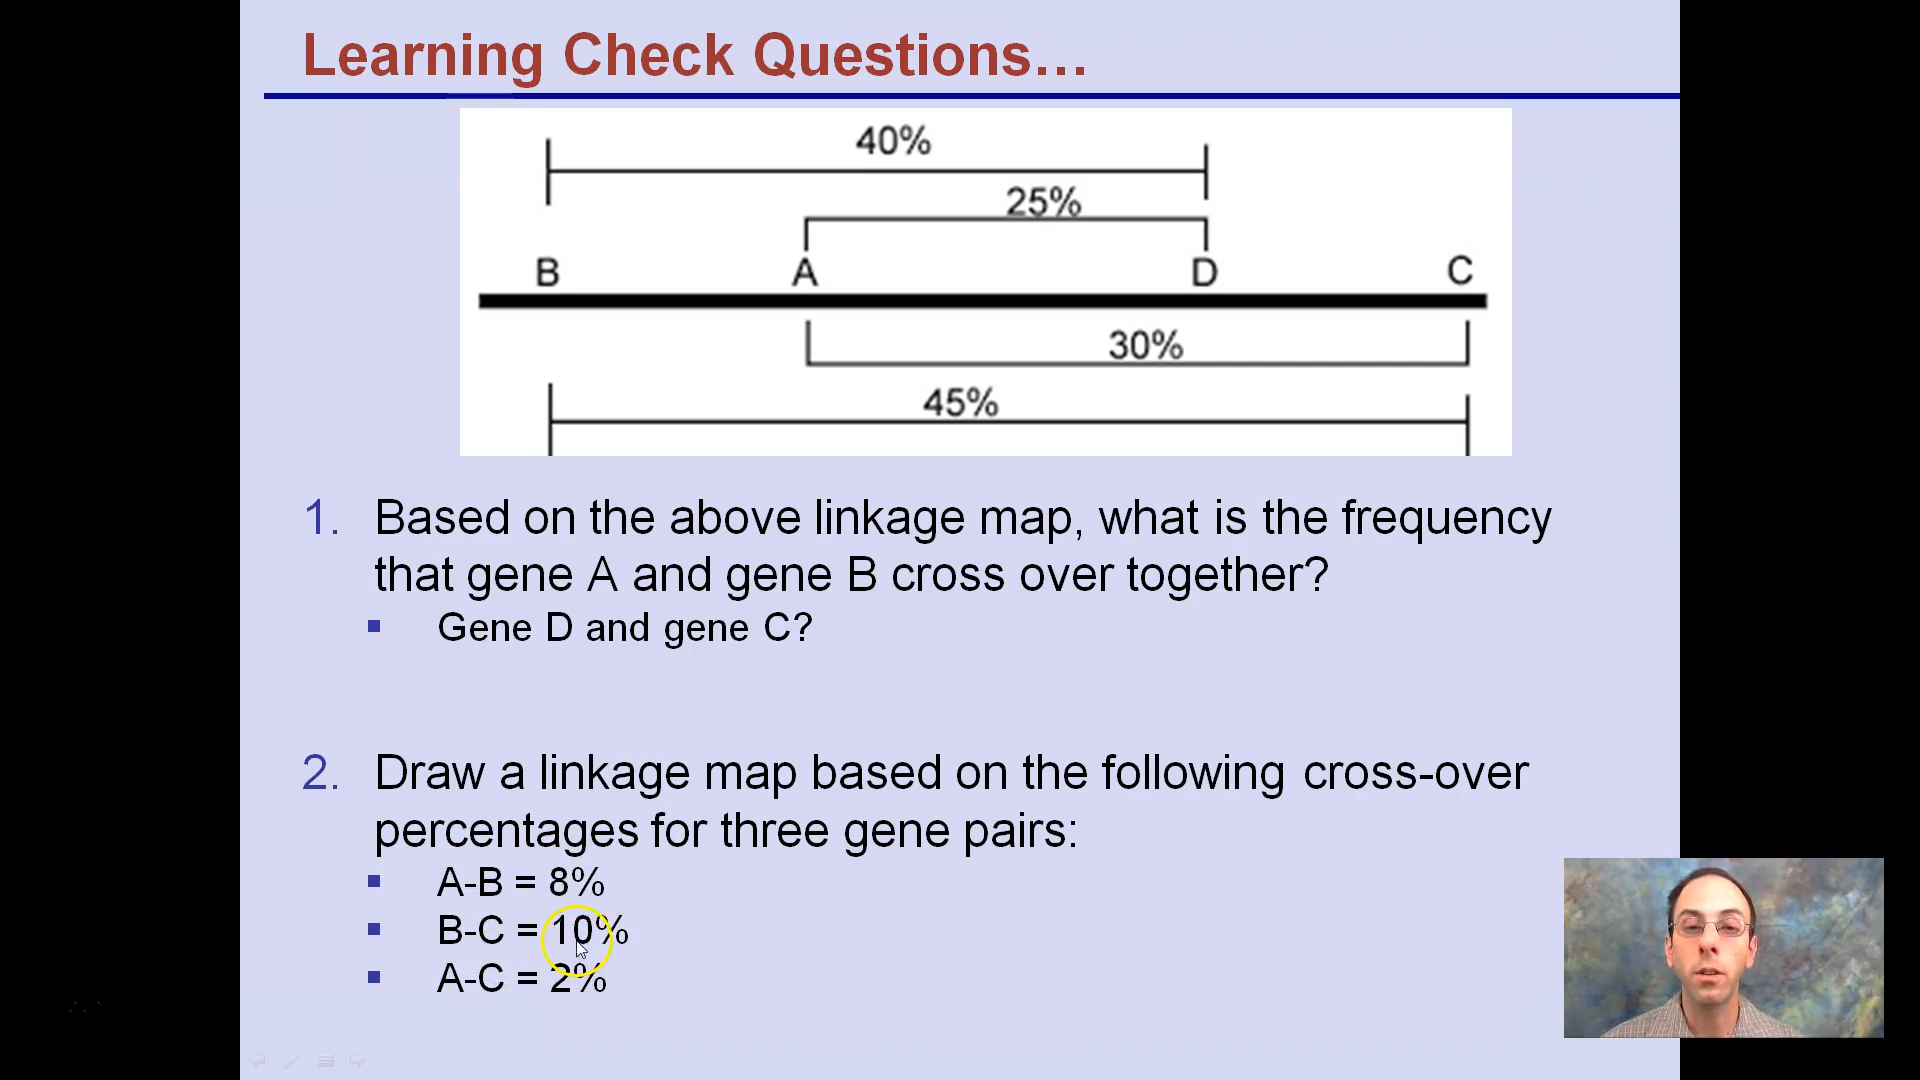 Learning Check Questions…
40%
25%
B A D C
30%
45%
1. Based on the above linkage map, what is the frequency
that gene A and gene B cross over together?
▪ Gene D and gene C?
2. Draw a linkage map based on the following cross-over
percentages for three gene pairs:
▪ A-B = 8%
▪ B-C = 10%
▪ A-C = 2%